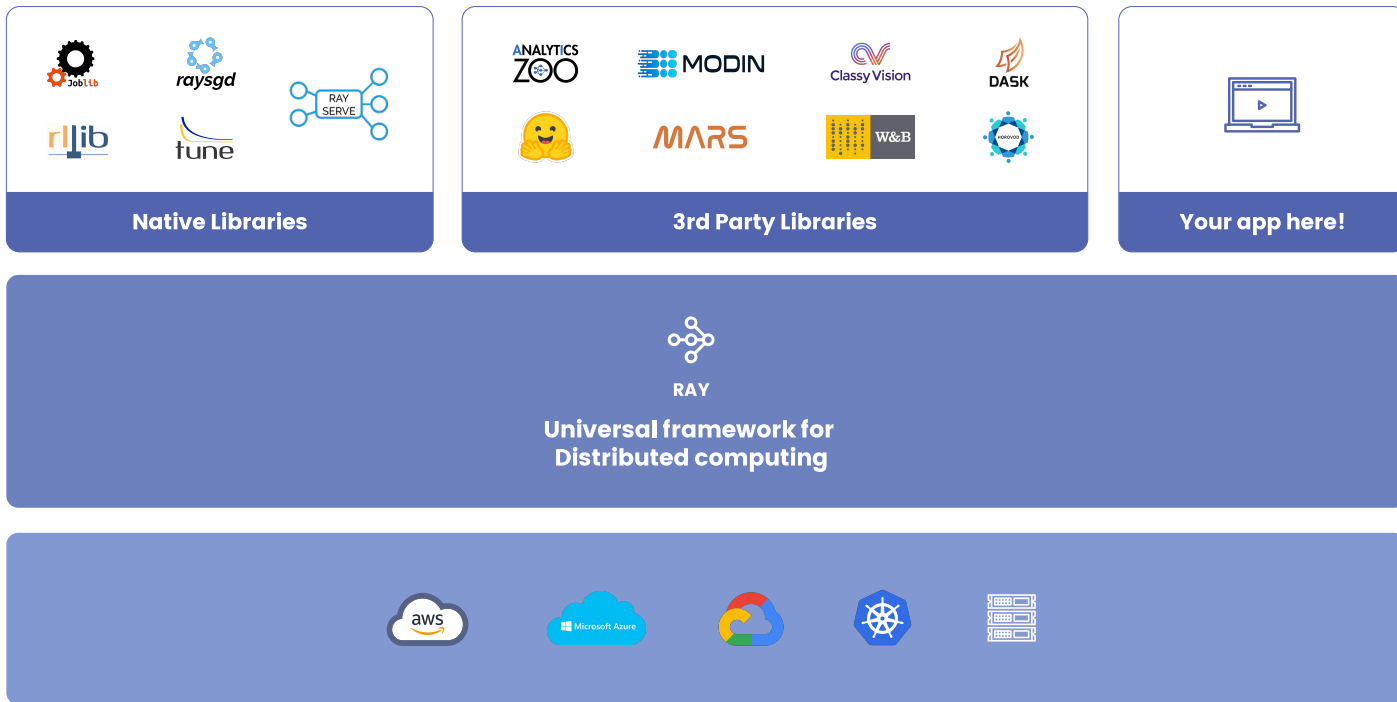 Joblib
raysgd
RAY
SERVE
rllib
tune
Native Libraries
ANALYTICS
ZOO
MODIN
Classy Vision
DASK
MARS
W&B
HOROVOD
3rd Party Libraries
Your app here!
RAY
Universal framework for
Distributed computing
aws
Microsoft Azure